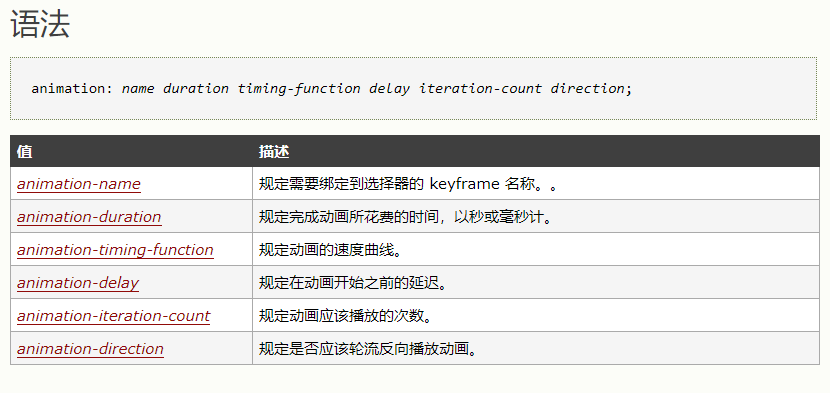 语法
animation: name duration timing-function delay iteration-count direction;
值 描述
animation-name 规定需要绑定到选择器的 keyframe 名称。。
animation-duration 规定完成动画所花费的时间，以秒或毫秒计。
animation-timing-function 规定动画的速度曲线。
animation-delay 规定在动画开始之前的延迟。
animation-iteration-count 规定动画应该播放的次数。
animation-direction 规定是否应该轮流反向播放动画。